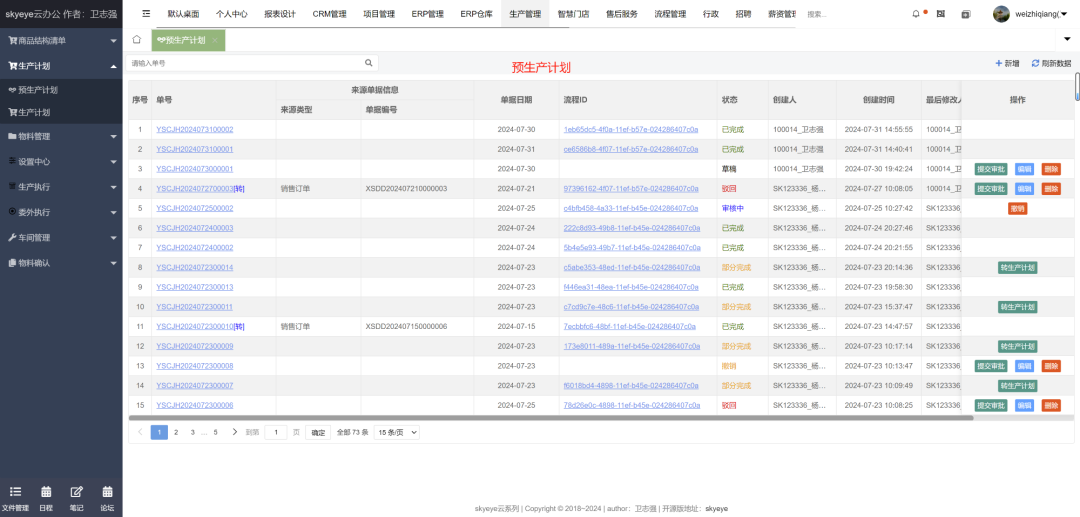 skyeye云办公 作者：卫志强
默认桌面 个人中心 报表设计 CRM管理 项目管理 ERP管理 ERP仓库 生产管理 智慧门店 售后服务 流程管理 行政 招聘 薪资管理 搜索... weizhiqiang(
商品结构清单
生产计划
预生产计划
生产计划
物料管理
设置中心
生产执行
委外执行
车间管理
物料确认
文件管理 日程 笔记 论坛
预生产计划
请输入单号
预生产计划
新增 刷新数据
序号 单号 来源单据信息 单据日期 流程ID 状态 创建人 创建时间 最后修改人 操作
来源类型 单据编号
1 YSCJH2024073100002 2024-07-30 1eb65dc5-4f0a-11ef-b57e-024286407c0a 已完成 100014_卫志强 2024-07-31 14:55:55 100014_卫
2 YSCJH2024073100001 2024-07-31 ce6586b8-4f07-11ef-b57e-024286407c0a 已完成 100014_卫志强 2024-07-31 14:40:41 100014_卫
3 YSCJH2024073000001 2024-07-30 草稿 100014_卫志强 2024-07-30 19:42:24 100014_卫 提交审批 编辑 删除
4 YSCJH2024072700003[转] 销售订单 XSDD202407210000003 2024-07-21 97396162-4f07-11ef-b57e-024286407c0a 驳回 SK123336_杨... 2024-07-27 10:08:05 100014_卫 提交审批 编辑 删除
5 YSCJH2024072500002 2024-07-25 c4bfb458-4a33-11ef-b45e-024286407c0a 审核中 SK123336_杨... 2024-07-25 10:27:42 SK123336_ 撤销
6 YSCJH2024072400003 2024-07-24 222c8d93-49b8-11ef-b45e-024286407c0a 已完成 SK123336_杨... 2024-07-24 20:27:46 SK123336_
7 YSCJH2024072400002 2024-07-24 5b4e5e93-49b7-11ef-b45e-024286407c0a 已完成 SK123336_杨... 2024-07-24 20:21:55 SK123336_
8 YSCJH2024072300014 2024-07-23 c5abe353-48ed-11ef-b45e-024286407c0a 部分完成 SK123336_杨... 2024-07-23 20:14:36 SK123336_ 转生产计划
9 YSCJH2024072300013 2024-07-23 f446ea31-48ea-11ef-b45e-024286407c0a 已完成 SK123336_杨... 2024-07-23 19:58:30 SK123336_
10 YSCJH2024072300011 2024-07-23 c7cd9c7e-48c6-11ef-b45e-024286407c0a 部分完成 SK123336_杨... 2024-07-23 15:37:47 SK123336_ 转生产计划
11 YSCJH2024072300010[转] 销售订单 XSDD202407150000006 2024-07-15 7ecbbfc6-48bf-11ef-b45e-024286407c0a 已完成 SK123336_杨... 2024-07-23 14:47:57 SK123336_
12 YSCJH2024072300009 2024-07-23 173e8011-489a-11ef-b45e-024286407c0a 部分完成 SK123336_杨... 2024-07-23 10:17:14 SK123336_ 转生产计划
13 YSCJH2024072300008 2024-07-23 撤销 SK123336_杨... 2024-07-23 10:13:47 SK123336_ 提交审批 编辑 删除
14 YSCJH2024072300007 2024-07-23 ff6018bd4-4898-11ef-b45e-024286407c0a 部分完成 SK123336_杨... 2024-07-23 10:09:49 SK123336_ 转生产计划
15 YSCJH2024072300006 2024-07-25 78d26e0c-4898-11ef-b45e-024286407c0a 驳回 SK123336_杨... 2024-07-23 10:08:25 SK123336_ 提交审批 编辑 删除
1 2 3 ... 5 到第 1 页 确定 全部 73 条 15 条/页
skyeye云系列 | Copyright © 2018~2024 | author：卫志强 | 开源版地址：skyeye